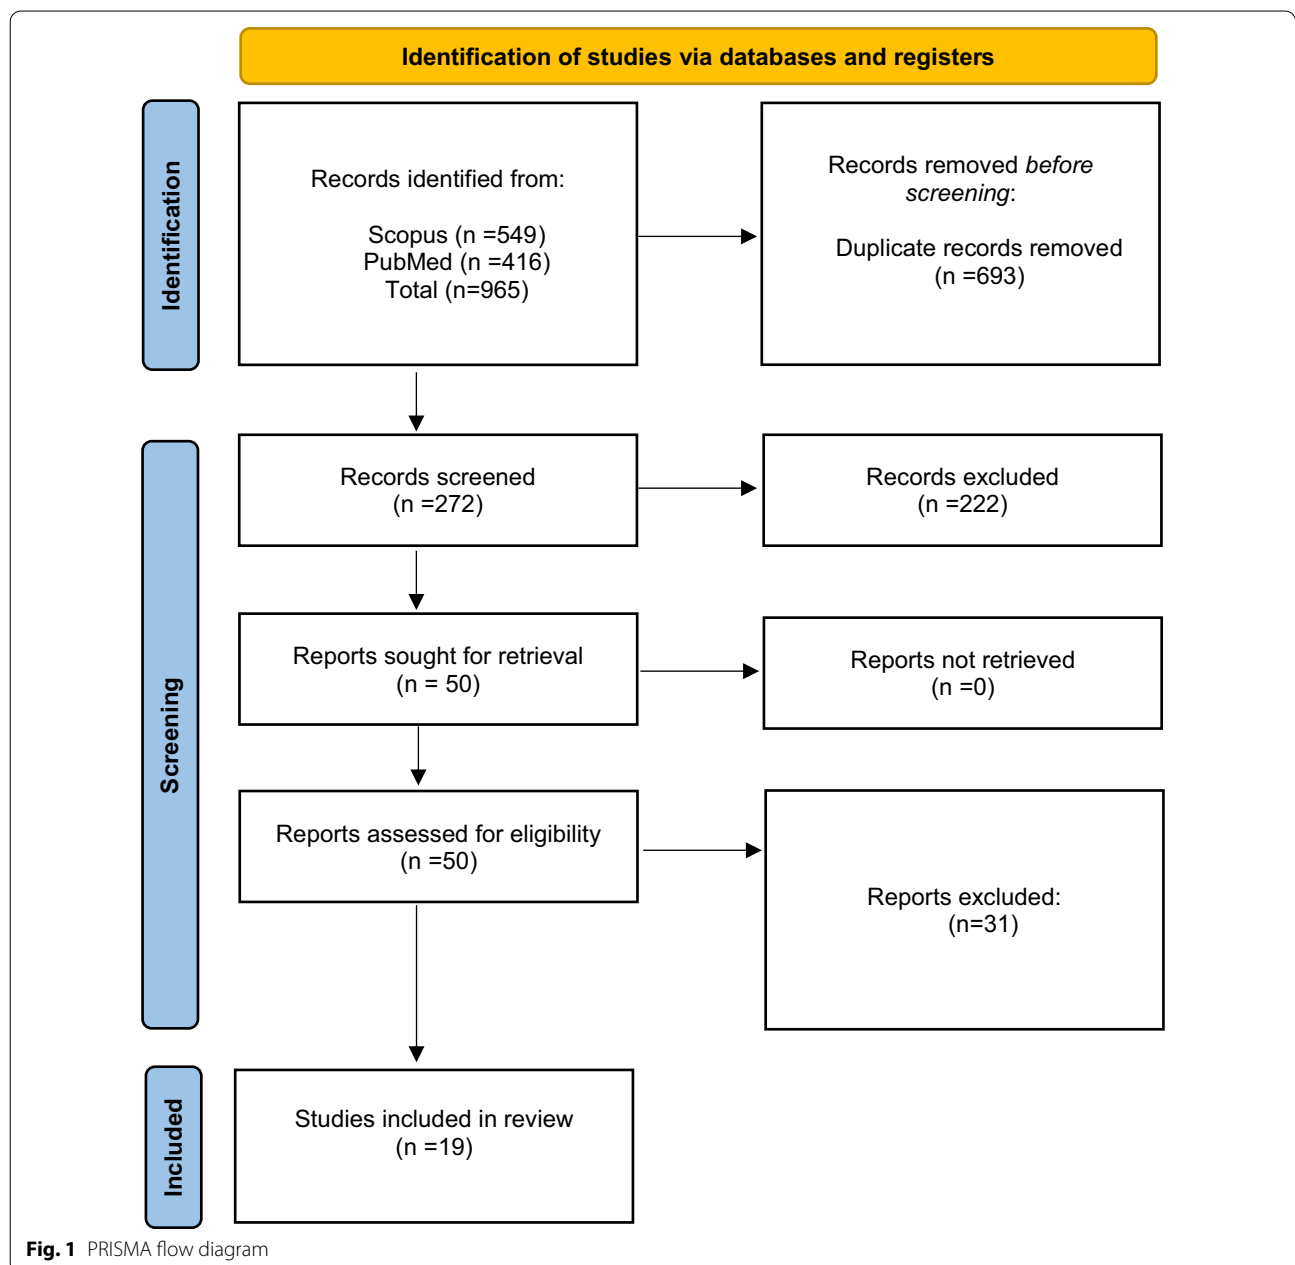 Identification of studies via databases and registers
Identification
Records identified from:
Scopus (n =549)
PubMed (n =416)
Total (n=965)
Records removed before
screening:
Duplicate records removed
(n =693)
Screening
Records screened
(n =272)
Records excluded
(n =222)
Reports sought for retrieval
(n = 50)
Reports not retrieved
(n =0)
Reports assessed for eligibility
(n =50)
Reports excluded:
(n=31)
Included
Studies included in review
(n =19)
Fig. 1 PRISMA flow diagram